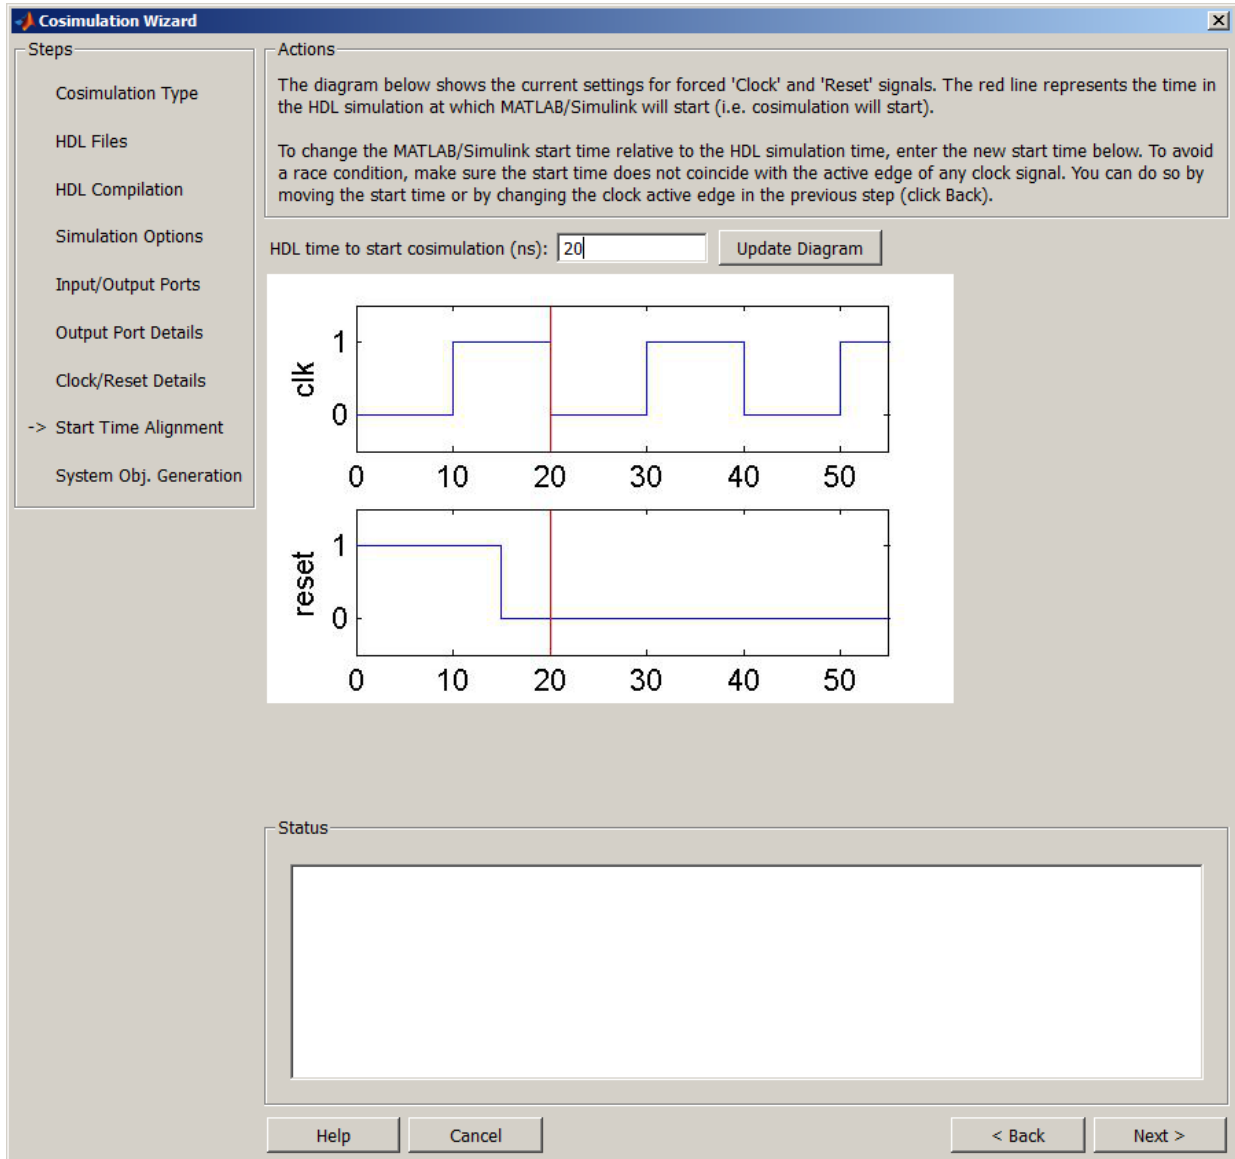 Cosimulation Wizard
Steps
Cosimulation Type
HDL Files
HDL Compilation
Simulation Options
Input/Output Ports
Output Port Details
Clock/Reset Details
-> Start Time Alignment
System Obj. Generation
Actions
The diagram below shows the current settings for forced 'Clock' and 'Reset' signals. The red line represents the time in
the HDL simulation at which MATLAB/Simulink will start (i.e. cosimulation will start).
To change the MATLAB/Simulink start time relative to the HDL simulation time, enter the new start time below. To avoid
a race condition, make sure the start time does not coincide with the active edge of any clock signal. You can do so by
moving the start time or by changing the clock active edge in the previous step (click Back).
HDL time to start cosimulation (ns): 20 Update Diagram
1
clk
0
0 10 20 30 40 50
1
reset
0
0 10 20 30 40 50
Status
Help Cancel < Back Next >